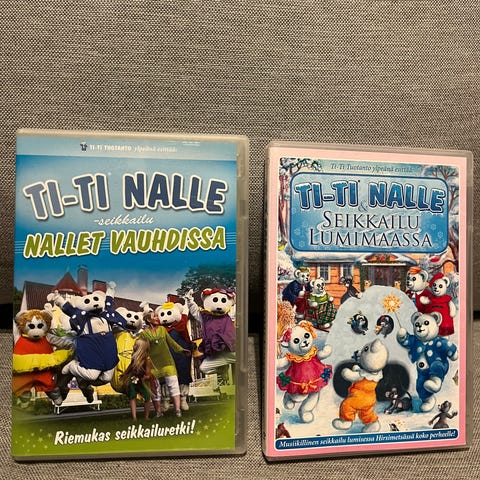 TI-TI TUOTANTO ylpeänä esittää:
TI-TI NALLE
-seikkailu
NALLET VAUHDISSA
Riemukas seikkailuretki!
Ti-Ti Tuotanto ylpeänä esittää:
TI-TI NALLE
SEIKKAILU
LUMIMAASSA
Musiikillinen seikkailu lumisessa Hirsimetsässä koko perheelle!